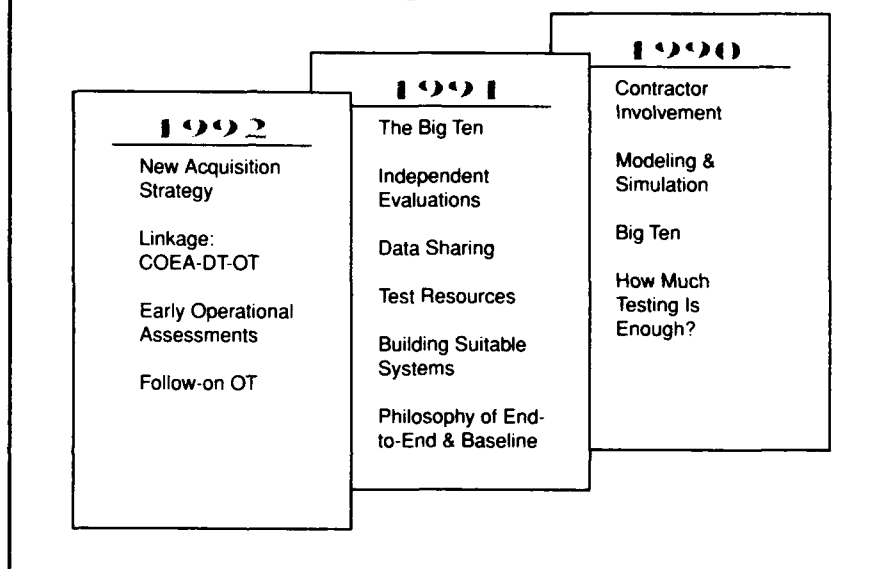 1992
New Acquisition
Strategy
Linkage:
COEA-DT-OT
Early Operational
Assessments
Follow-on OT
1991
The Big Ten
Independent
Evaluations
Data Sharing
Test Resources
Building Suitable
Systems
Philosophy of End-
to-End & Baseline
1990
Contractor
Involvement
Modeling &
Simulation
Big Ten
How Much
Testing Is
Enough?